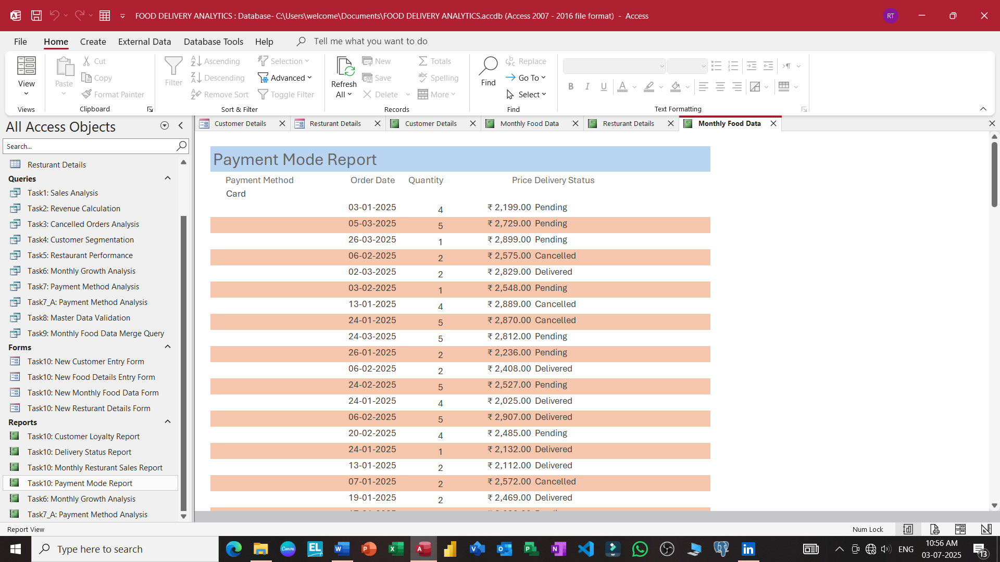 FOOD DELIVERY ANALYTICS : Database- C:\Users\welcome\Documents\FOOD DELIVERY ANALYTICS.accdb (Access 2007 - 2016 file format) - Access
RT
File Home Create External Data Database Tools Help Tell me what you want to do
View
Views
Paste
Cut
Copy
Format Painter
Clipboard
Filter
Ascending
Descending
Remove Sort
Selection
Advanced
Toggle Filter
Sort & Filter
Refresh All
New
Save
Delete
Totals
Spelling
More
Records
Find
Replace
Go To
Select
Find
B I U A
Text Formatting
All Access Objects
Search...
Resturant Details
Queries
Task1: Sales Analysis
Task2: Revenue Calculation
Task3: Cancelled Orders Analysis
Task4: Customer Segmentation
Task5: Restaurant Performance
Task6: Monthly Growth Analysis
Task7: Payment Method Analysis
Task7_A: Payment Method Analysis
Task8: Master Data Validation
Task9: Monthly Food Data Merge Query
Forms
Task10: New Customer Entry Form
Task10: New Food Details Entry Form
Task10: New Monthly Food Data Form
Task10: New Resturant Details Form
Reports
Task10: Customer Loyalty Report
Task10: Delivery Status Report
Task10: Monthly Resturant Sales Report
Task10: Payment Mode Report
Task6: Monthly Growth Analysis
Task7_A: Payment Method Analysis
Customer Details Resturant Details Customer Details Monthly Food Data Resturant Details Monthly Food Data
Payment Mode Report
Payment Method Order Date Quantity Price Delivery Status
Card
03-01-2025 4 ₹ 2,199.00 Pending
05-03-2025 5 ₹ 2,729.00 Pending
26-03-2025 1 ₹ 2,899.00 Pending
06-02-2025 2 ₹ 2,575.00 Cancelled
02-03-2025 2 ₹ 2,829.00 Delivered
03-02-2025 1 ₹ 2,548.00 Pending
13-01-2025 4 ₹ 2,889.00 Cancelled
24-01-2025 5 ₹ 2,870.00 Cancelled
24-03-2025 5 ₹ 2,812.00 Pending
26-01-2025 2 ₹ 2,236.00 Pending
06-02-2025 2 ₹ 2,408.00 Delivered
24-02-2025 5 ₹ 2,527.00 Pending
24-01-2025 4 ₹ 2,025.00 Delivered
06-02-2025 5 ₹ 2,907.00 Delivered
20-02-2025 4 ₹ 2,485.00 Pending
24-01-2025 1 ₹ 2,132.00 Delivered
13-01-2025 2 ₹ 2,112.00 Delivered
07-01-2025 2 ₹ 2,572.00 Cancelled
19-01-2025 2 ₹ 2,469.00 Delivered
Report View
Num Lock
Type here to search
ENG
10:56 AM
03-07-2025
13